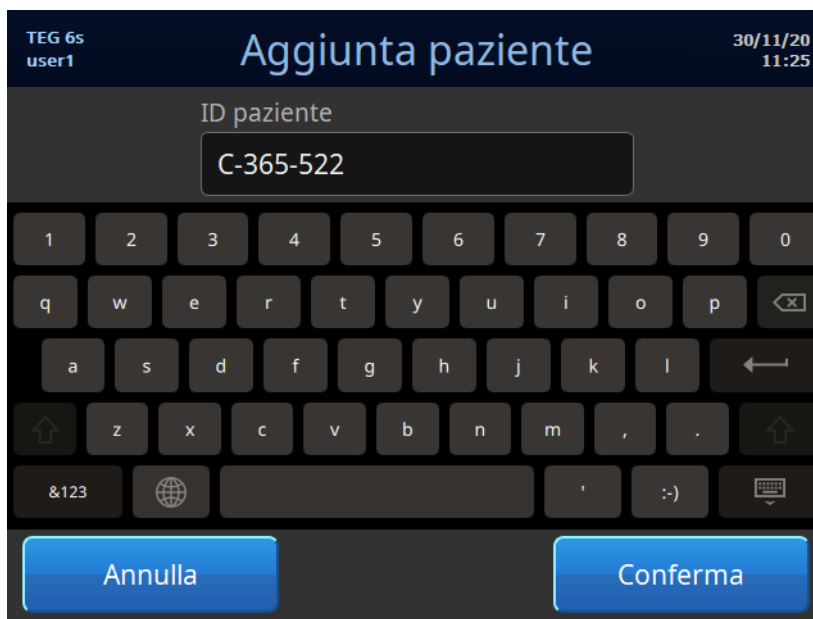 TEG 6s
user1
Aggiunta paziente
30/11/20
11:25
ID paziente
C-365-522
1 2 3 4 5 6 7 8 9 0
q w e r t y u i o p
a s d f g h j k l
z x c v b n m , .
&123 ' :-)
Annulla Conferma